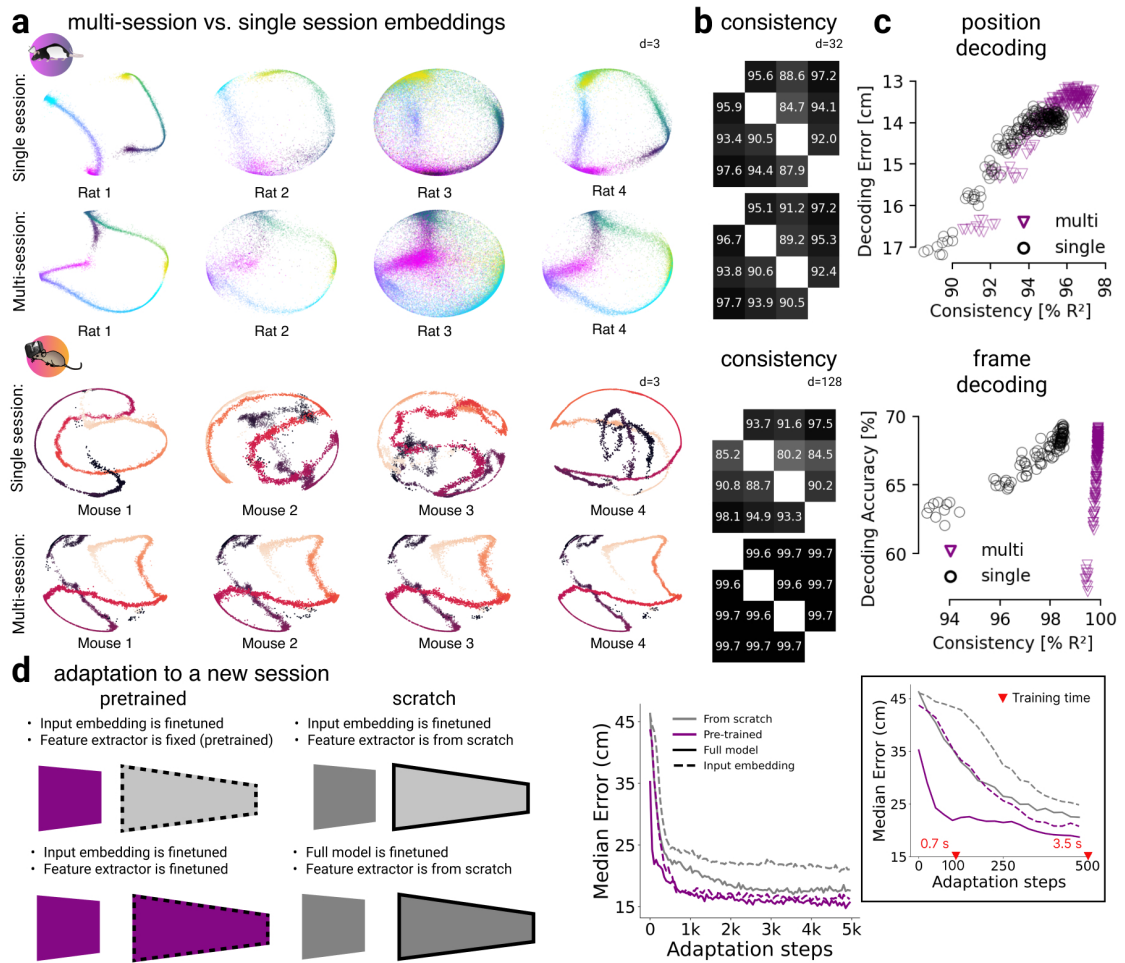 a multi-session vs. single session embeddings
d=3
Single session:
Rat 1 Rat 2 Rat 3 Rat 4
Multi-session:
Rat 1 Rat 2 Rat 3 Rat 4
d=3
Single session:
Mouse 1 Mouse 2 Mouse 3 Mouse 4
Multi-session:
Mouse 1 Mouse 2 Mouse 3 Mouse 4
b consistency
d=32
95.6 88.6 97.2
95.9 84.7 94.1
93.4 90.5 92.0
97.6 94.4 87.9
95.1 91.2 97.2
96.7 89.2 95.3
93.8 90.6 92.4
97.7 93.9 90.5
consistency
d=128
93.7 91.6 97.5
85.2 80.2 84.5
90.8 88.7 90.2
98.1 94.9 93.3
99.6 99.7 99.7
99.6 99.6 99.7
99.7 99.6 99.7
99.7 99.7 99.7
c position
decoding
Decoding Error [cm]
13
14
15
16
17
multi
single
90 92 94 96 98
Consistency [% R²]
frame
decoding
Decoding Accuracy [%]
70
65
60
multi
single
94 96 98 100
Consistency [% R²]
d adaptation to a new session
pretrained
• Input embedding is finetuned
• Feature extractor is fixed (pretrained)
• Input embedding is finetuned
• Feature extractor is finetuned
scratch
• Input embedding is finetuned
• Feature extractor is from scratch
• Full model is finetuned
• Feature extractor is from scratch
Median Error (cm)
45
35
25
15
From scratch
Pre-trained
Full model
Input embedding
0 1k 2k 3k 4k 5k
Adaptation steps
Median Error (cm)
45
35
25
15
Training time
0.7 s 3.5 s
0 100 250 500
Adaptation steps